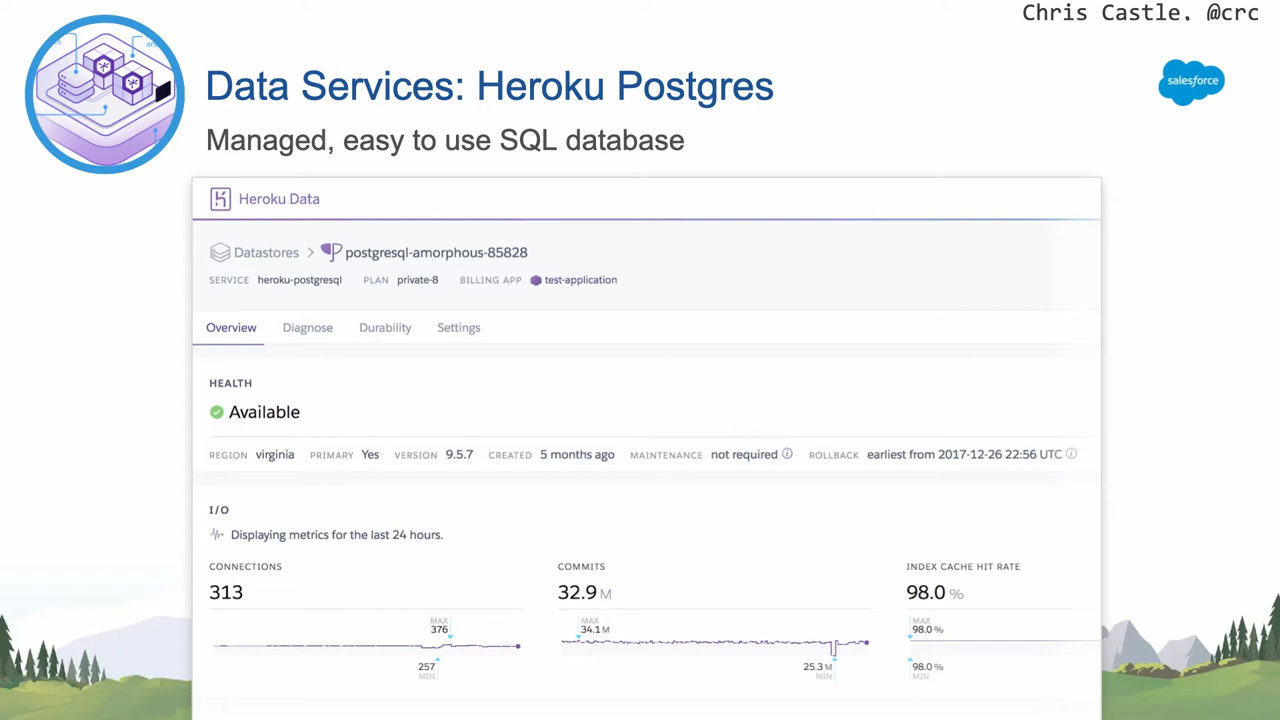 Chris Castle. @crc
Data Services: Heroku Postgres
salesforce
Managed, easy to use SQL database
Heroku Data
Datastores > postgresql-amorphous-85828
SERVICE heroku-postgresql PLAN private-8 BILLING APP test-application
Overview Diagnose Durability Settings
HEALTH
Available
REGION virginia PRIMARY Yes VERSION 9.5.7 CREATED 5 months ago MAINTENANCE not required ROLLBACK earliest from 2017-12-26 22:56 UTC
I/O
Displaying metrics for the last 24 hours.
CONNECTIONS COMMITS INDEX CACHE HIT RATE
313 32.9 M 98.0 %
MAX MAX MAX
376 34.1 M 98.0 %
257 25.3 M 98.0 %
MIN MIN MIN